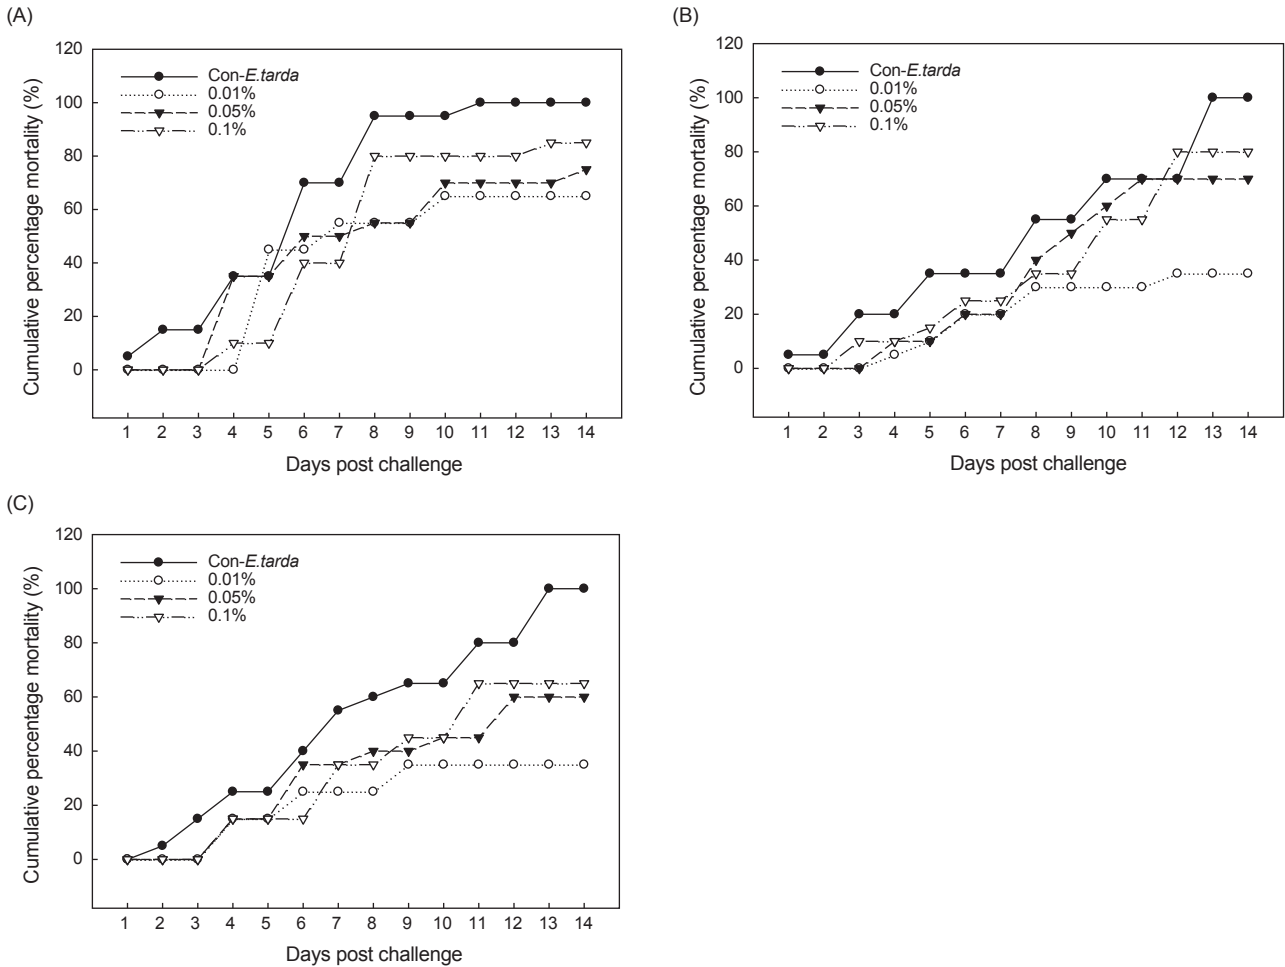 (A)
120
100
80
60
40
20
0
Cumulative percentage mortality (%)
Con-E.tarda
0.01%
0.05%
0.1%
1 2 3 4 5 6 7 8 9 10 11 12 13 14
Days post challenge
(B)
120
100
80
60
40
20
0
Cumulative percentage mortality (%)
Con-E.tarda
0.01%
0.05%
0.1%
1 2 3 4 5 6 7 8 9 10 11 12 13 14
Days post challenge
(C)
120
100
80
60
40
20
0
Cumulative percentage mortality (%)
Con-E.tarda
0.01%
0.05%
0.1%
1 2 3 4 5 6 7 8 9 10 11 12 13 14
Days post challenge